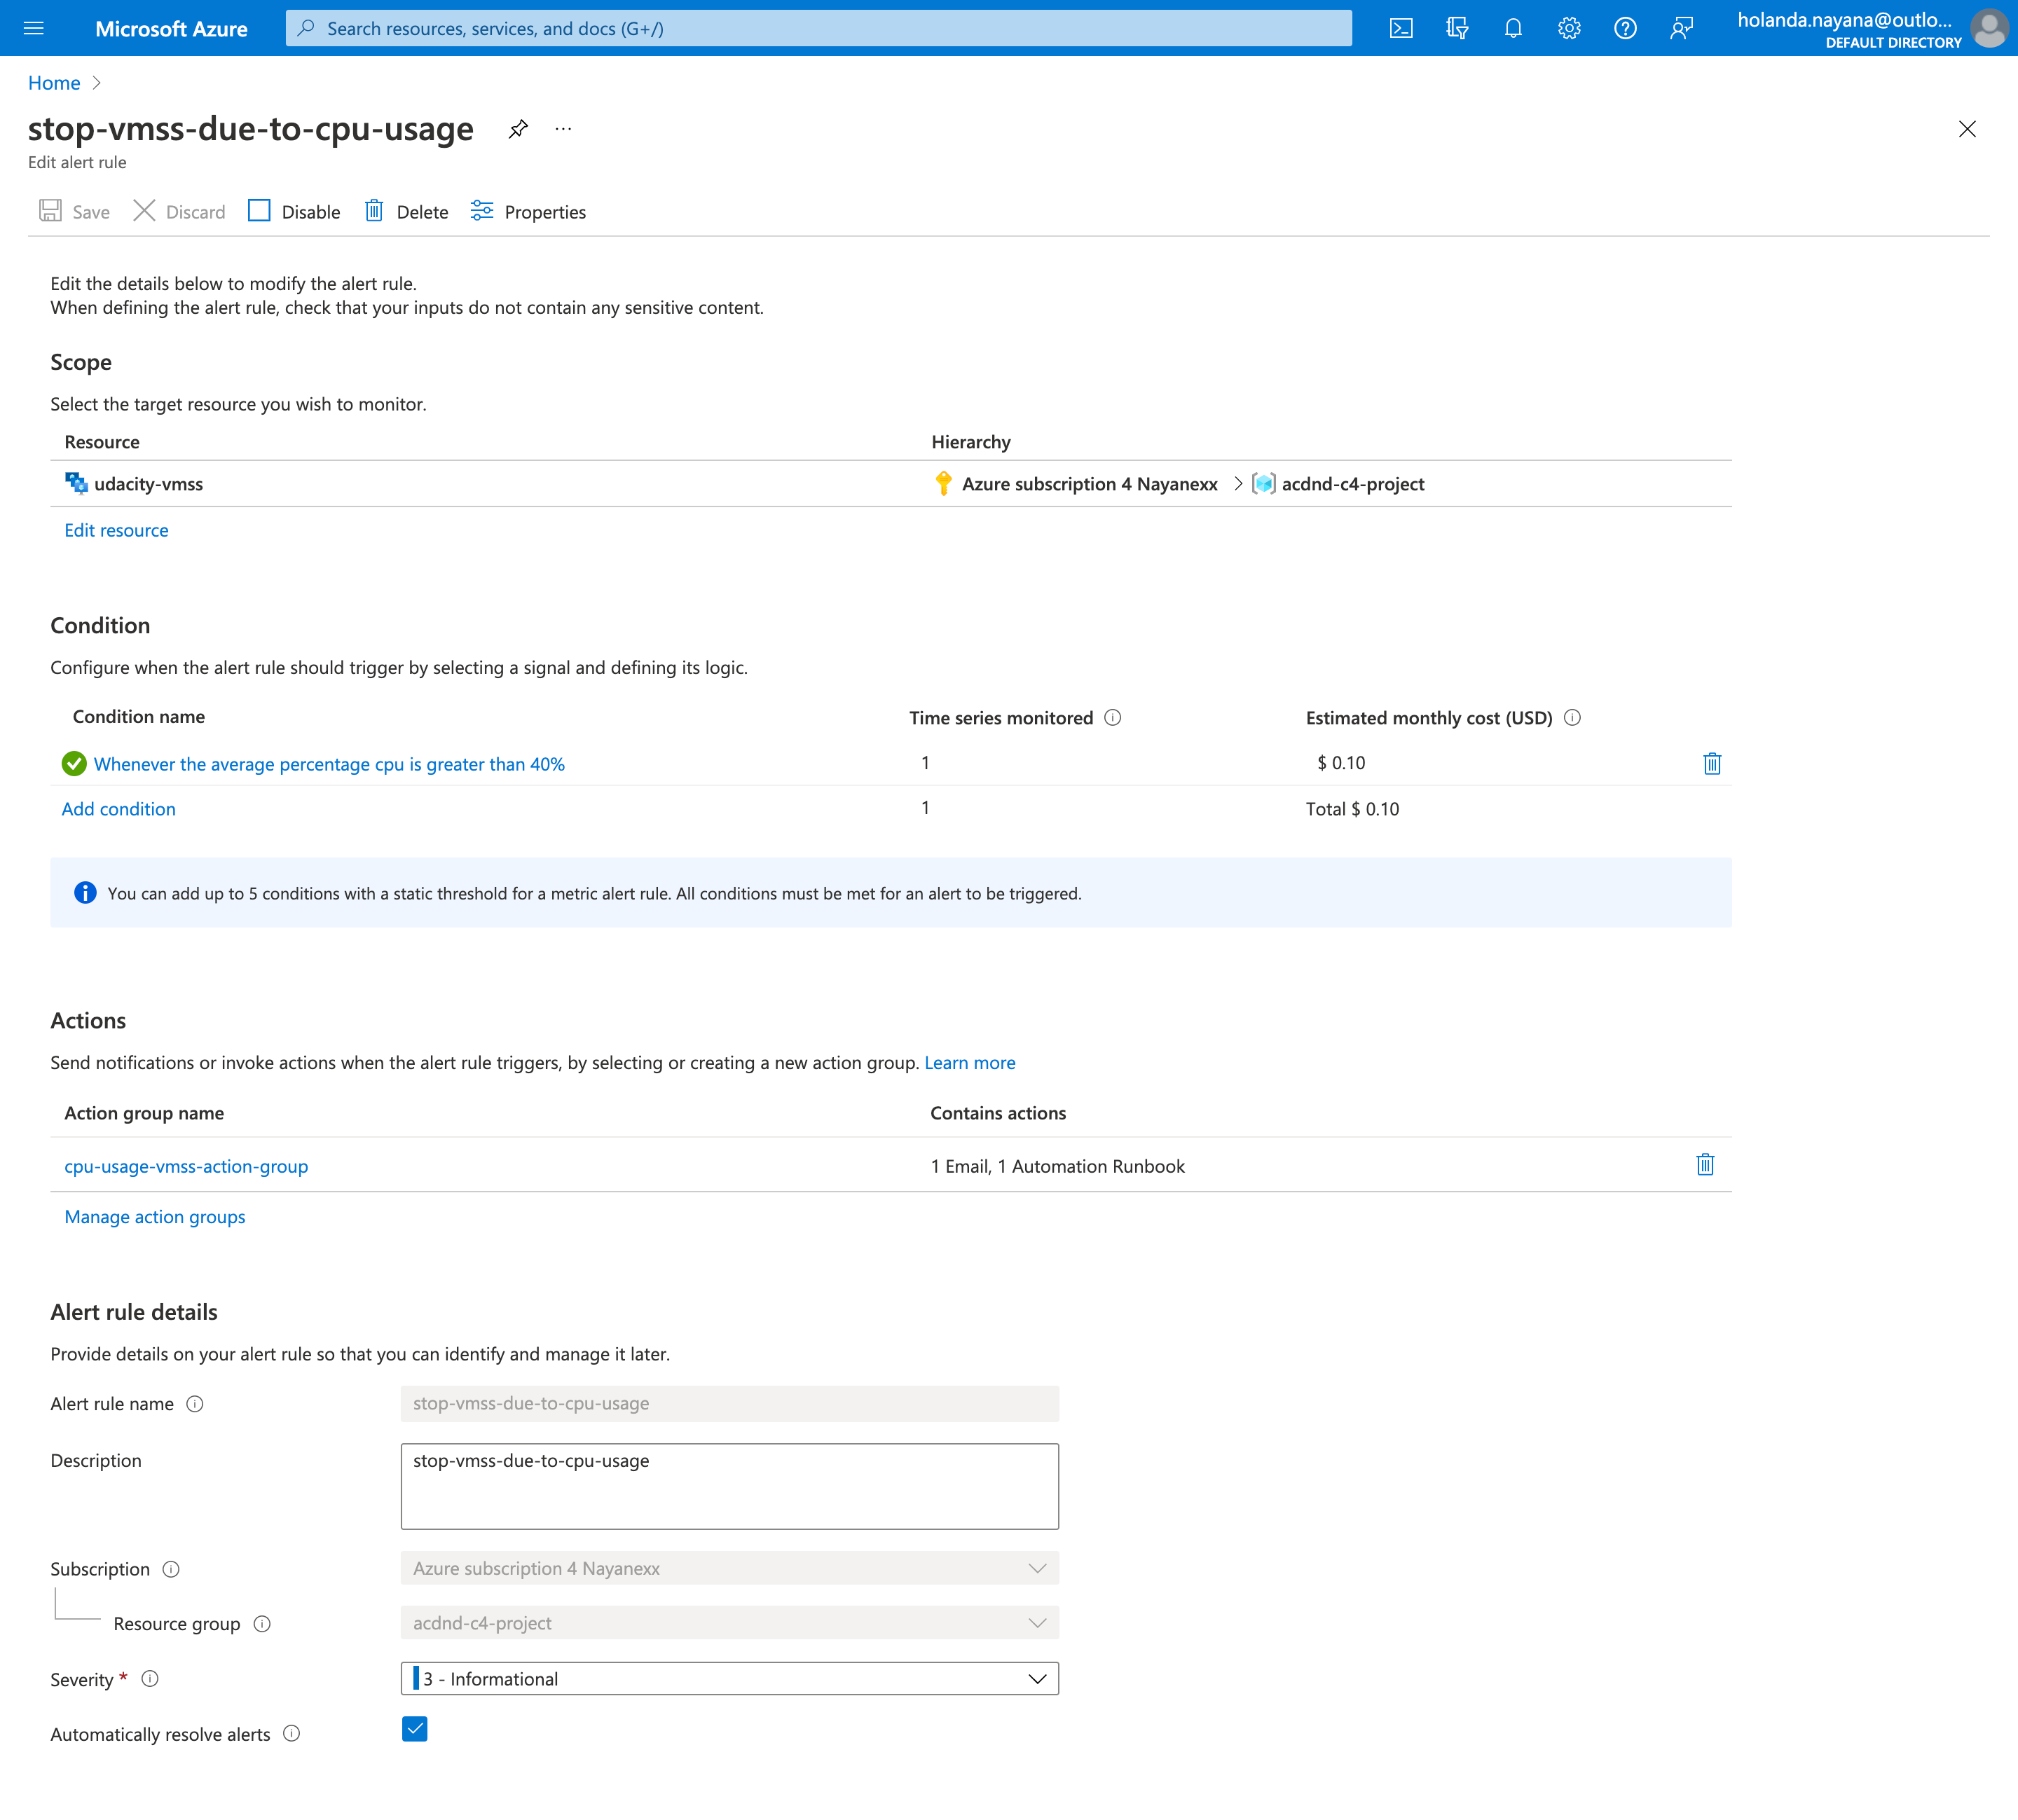 Microsoft Azure
Search resources, services, and docs (G+/)
holanda.nayana@outlo...
DEFAULT DIRECTORY
Home
stop-vmss-due-to-cpu-usage
Edit alert rule
Save
Discard
Disable
Delete
Properties
Edit the details below to modify the alert rule.
When defining the alert rule, check that your inputs do not contain any sensitive content.
Scope
Select the target resource you wish to monitor.
Resource
Hierarchy
udacity-vmss
Azure subscription 4 Nayanexx
acdnd-c4-project
Edit resource
Condition
Configure when the alert rule should trigger by selecting a signal and defining its logic.
Condition name
Time series monitored
Estimated monthly cost (USD)
Whenever the average percentage cpu is greater than 40%
1
$ 0.10
Add condition
1
Total $ 0.10
You can add up to 5 conditions with a static threshold for a metric alert rule. All conditions must be met for an alert to be triggered.
Actions
Send notifications or invoke actions when the alert rule triggers, by selecting or creating a new action group. Learn more
Action group name
Contains actions
cpu-usage-vmss-action-group
1 Email, 1 Automation Runbook
Manage action groups
Alert rule details
Provide details on your alert rule so that you can identify and manage it later.
Alert rule name
stop-vmss-due-to-cpu-usage
Description
stop-vmss-due-to-cpu-usage
Subscription
Azure subscription 4 Nayanexx
Resource group
acdnd-c4-project
Severity *
3 - Informational
Automatically resolve alerts